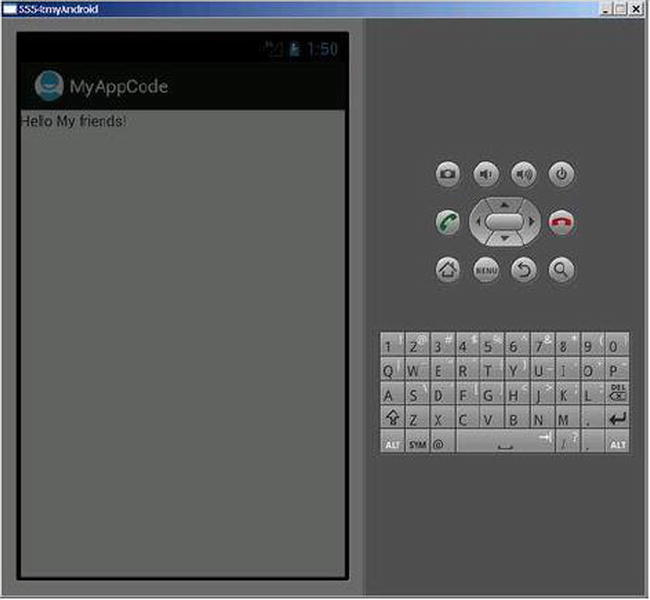 5554:myAndroid
1:50
MyAppCode
Hello My friends!
MENU
1 2 @ 3 # 4 $ 5 % 6 ^ 7 & 8 * 9 ( 0 )
Q W E R T Y U I O P
A S D F G H J K L DEL
Z X C V B N M .
ALT SYM @ / ? , ALT